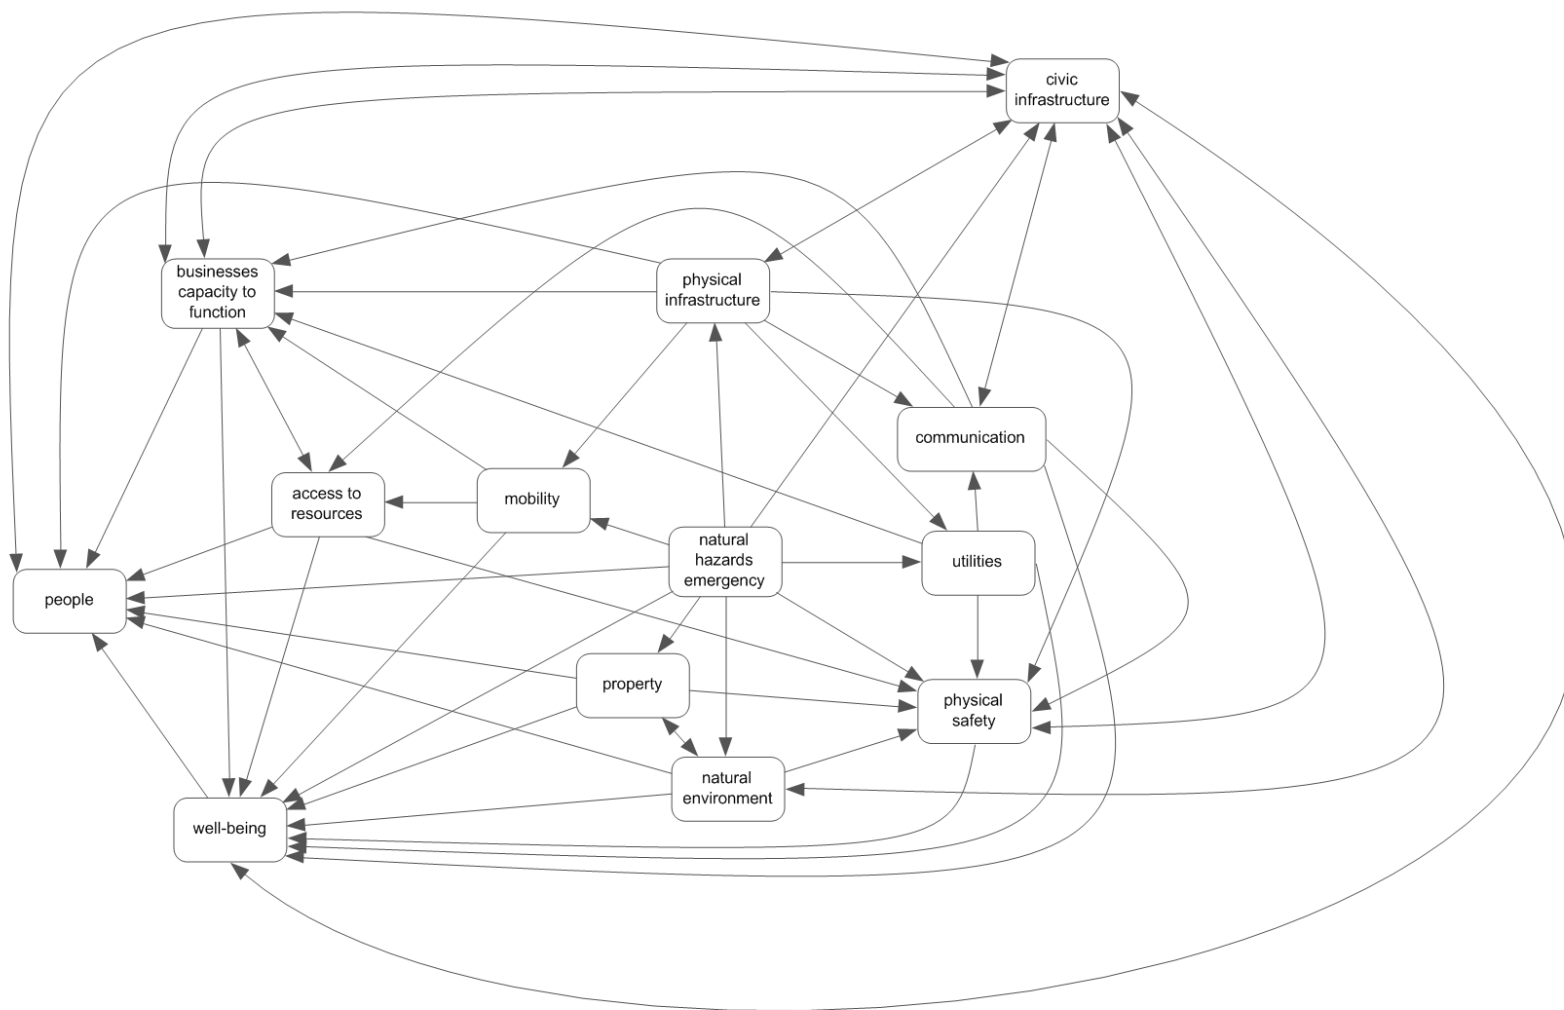 civic
infrastructure
businesses
capacity to
function
physical
infrastructure
communication
access to
resources
mobility
natural
hazards
emergency
utilities
people
property
physical
safety
natural
environment
well-being